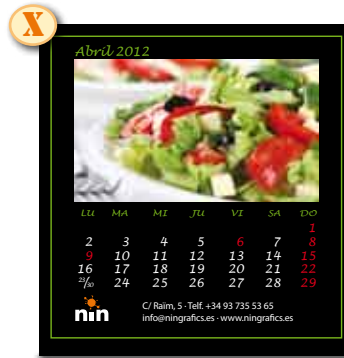 X
Abril 2012
LU MA MI JU VI SA DO
1
2 3 4 5 6 7 8
9 10 11 12 13 14 15
16 17 18 19 20 21 22
23/30 24 25 26 27 28 29
nin
C/ Raïm, 5 · Telf. +34 93 735 53 65
info@ningrafics.es · www.ningrafics.es